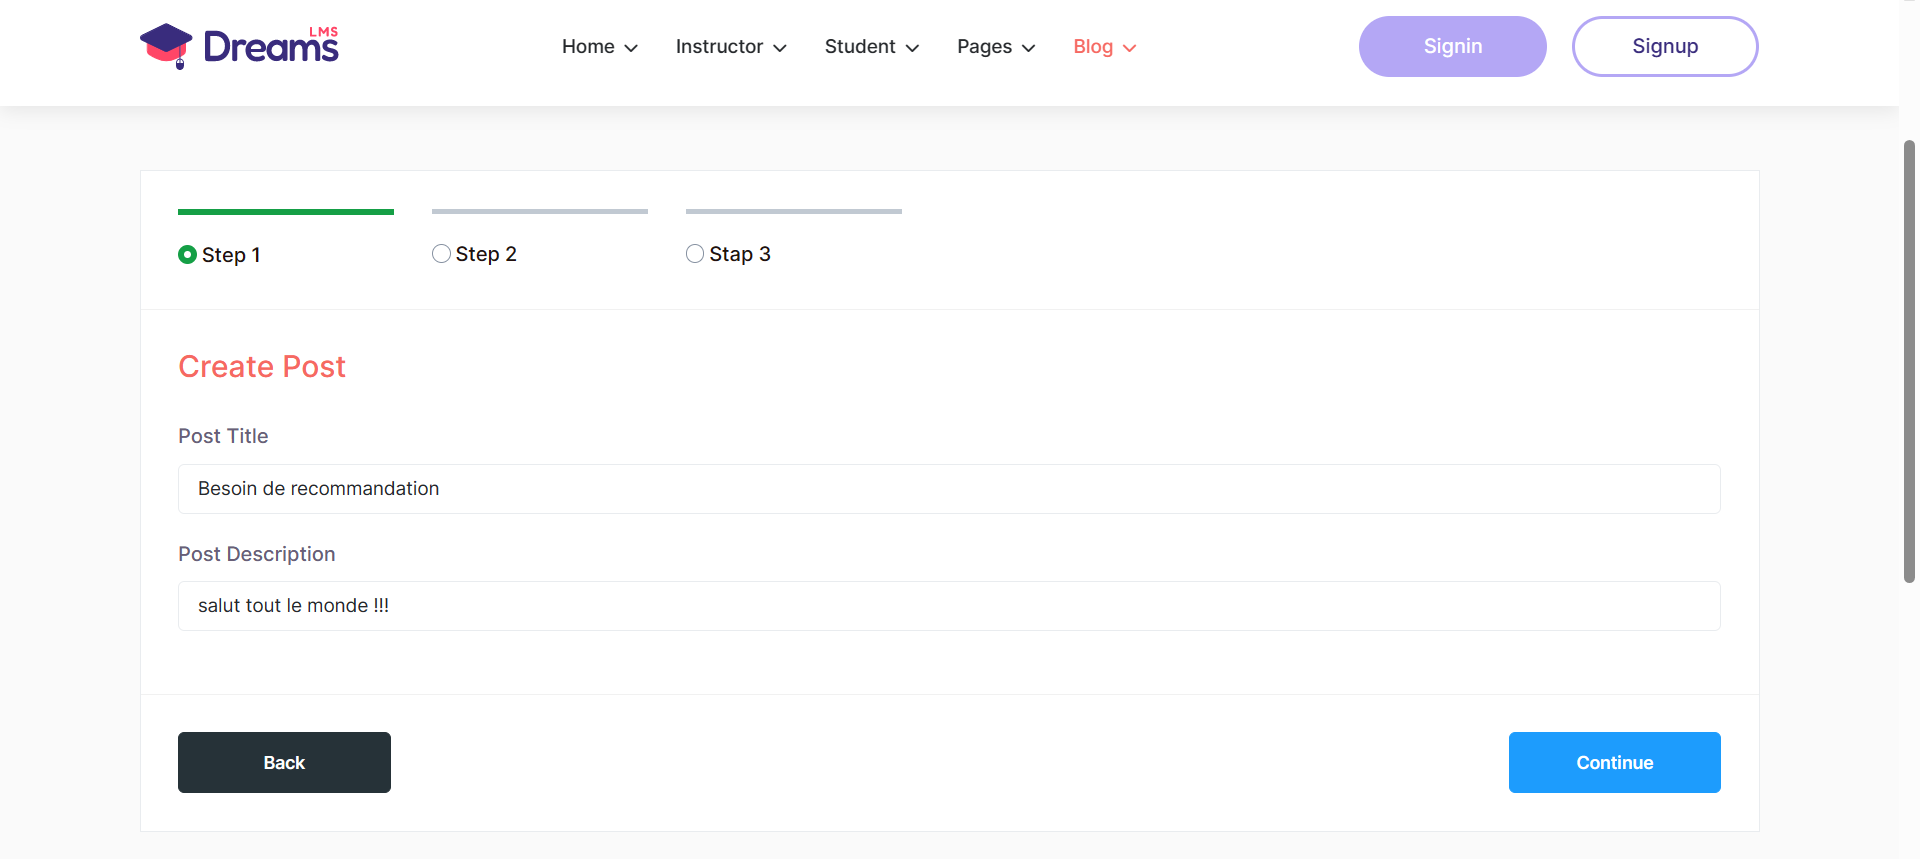 Dreams LMS
Home Instructor Student Pages Blog Signin Signup
Step 1 Step 2 Stap 3
Create Post
Post Title
Besoin de recommandation
Post Description
salut tout le monde !!!
Back Continue